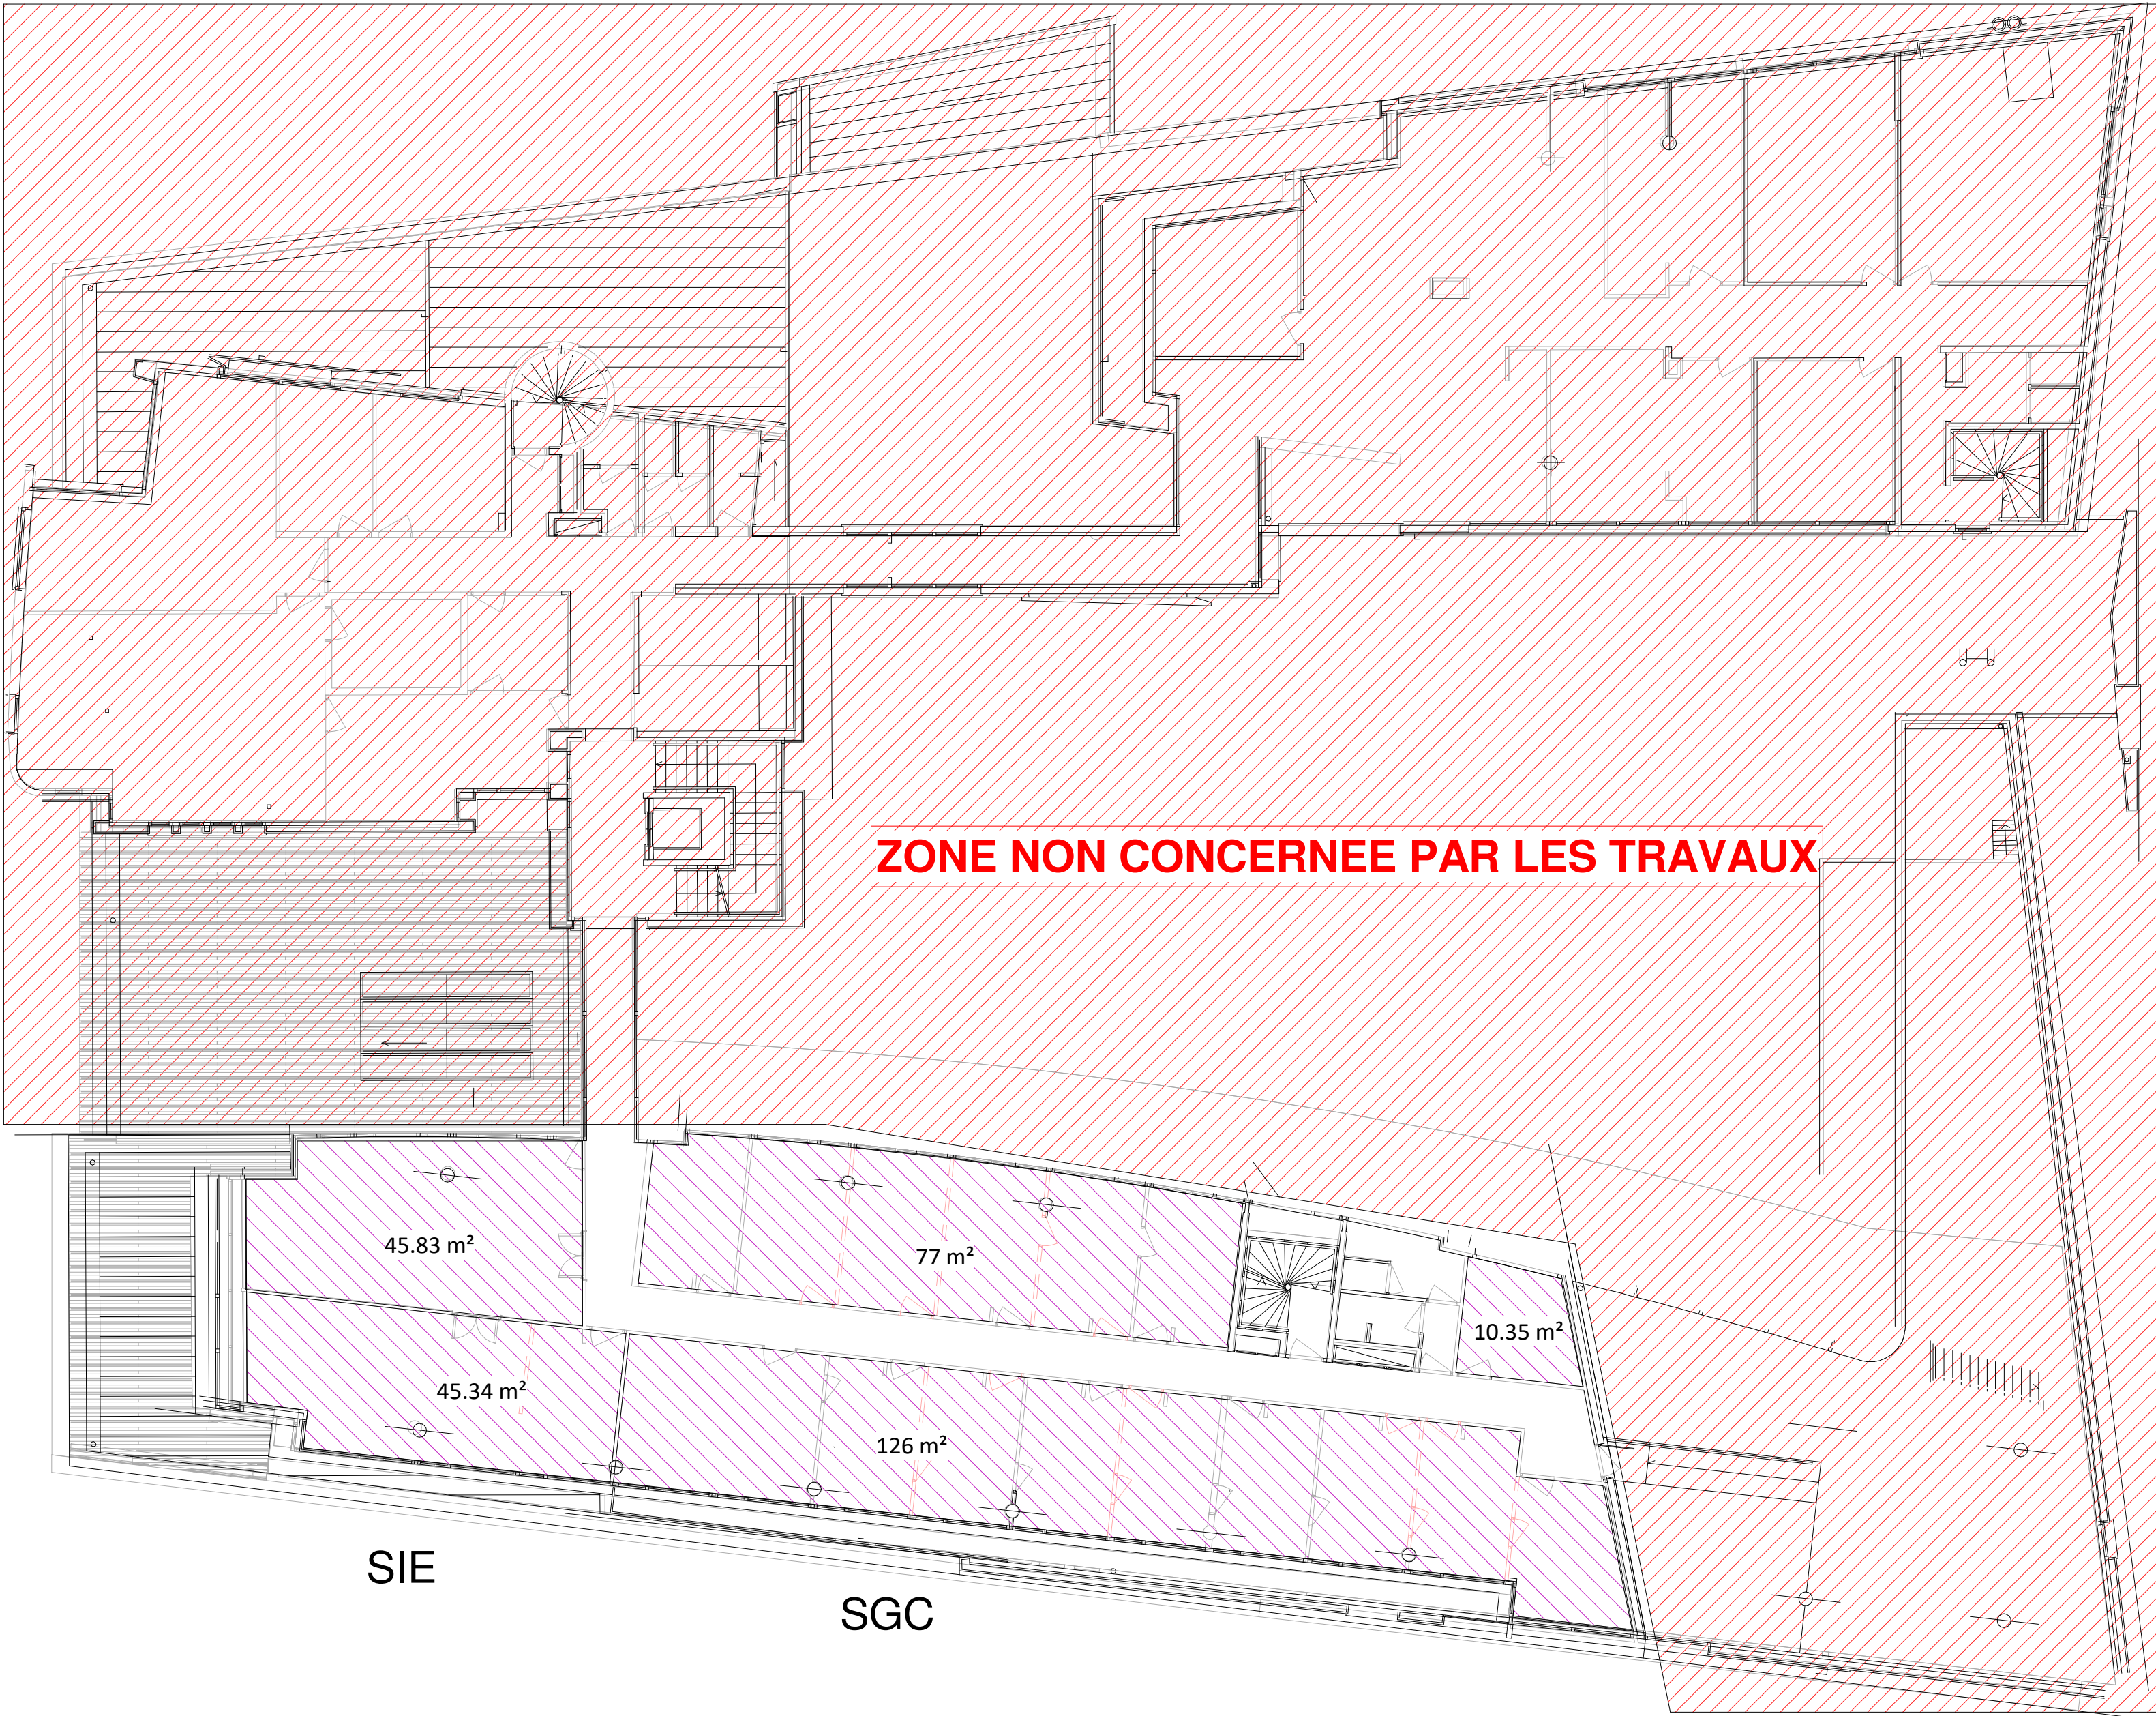 ZONE NON CONCERNEE PAR LES TRAVAUX
45.83 m²
77 m²
10.35 m²
45.34 m²
126 m²
SIE
SGC